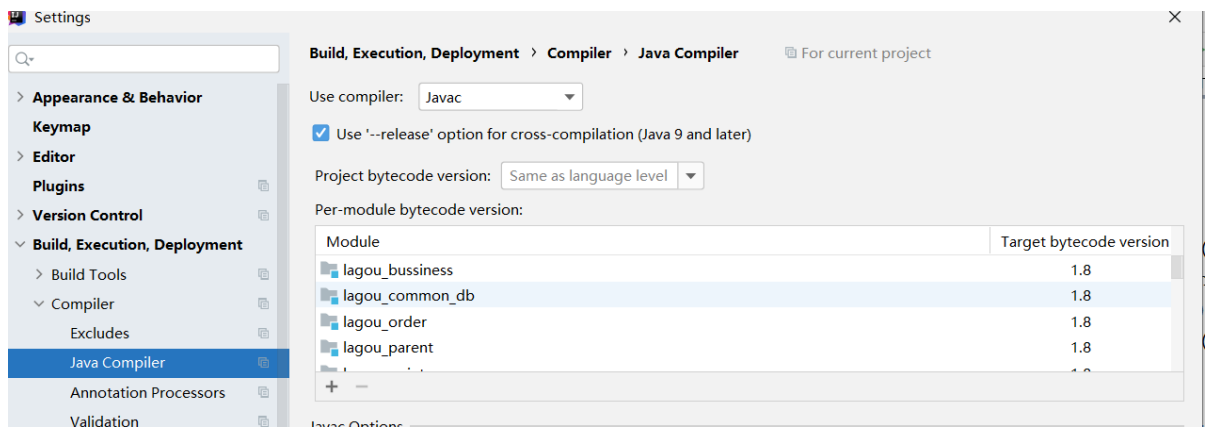 Settings
Build, Execution, Deployment › Compiler › Java Compiler For current project
Appearance & Behavior
Keymap
Editor
Plugins
Version Control
Build, Execution, Deployment
Build Tools
Compiler
Excludes
Java Compiler
Annotation Processors
Validation
Use compiler: Javac
Use '--release' option for cross-compilation (Java 9 and later)
Project bytecode version: Same as language level
Per-module bytecode version:
Module Target bytecode version
lagou_bussiness 1.8
lagou_common_db 1.8
lagou_order 1.8
lagou_parent 1.8
Javac Options